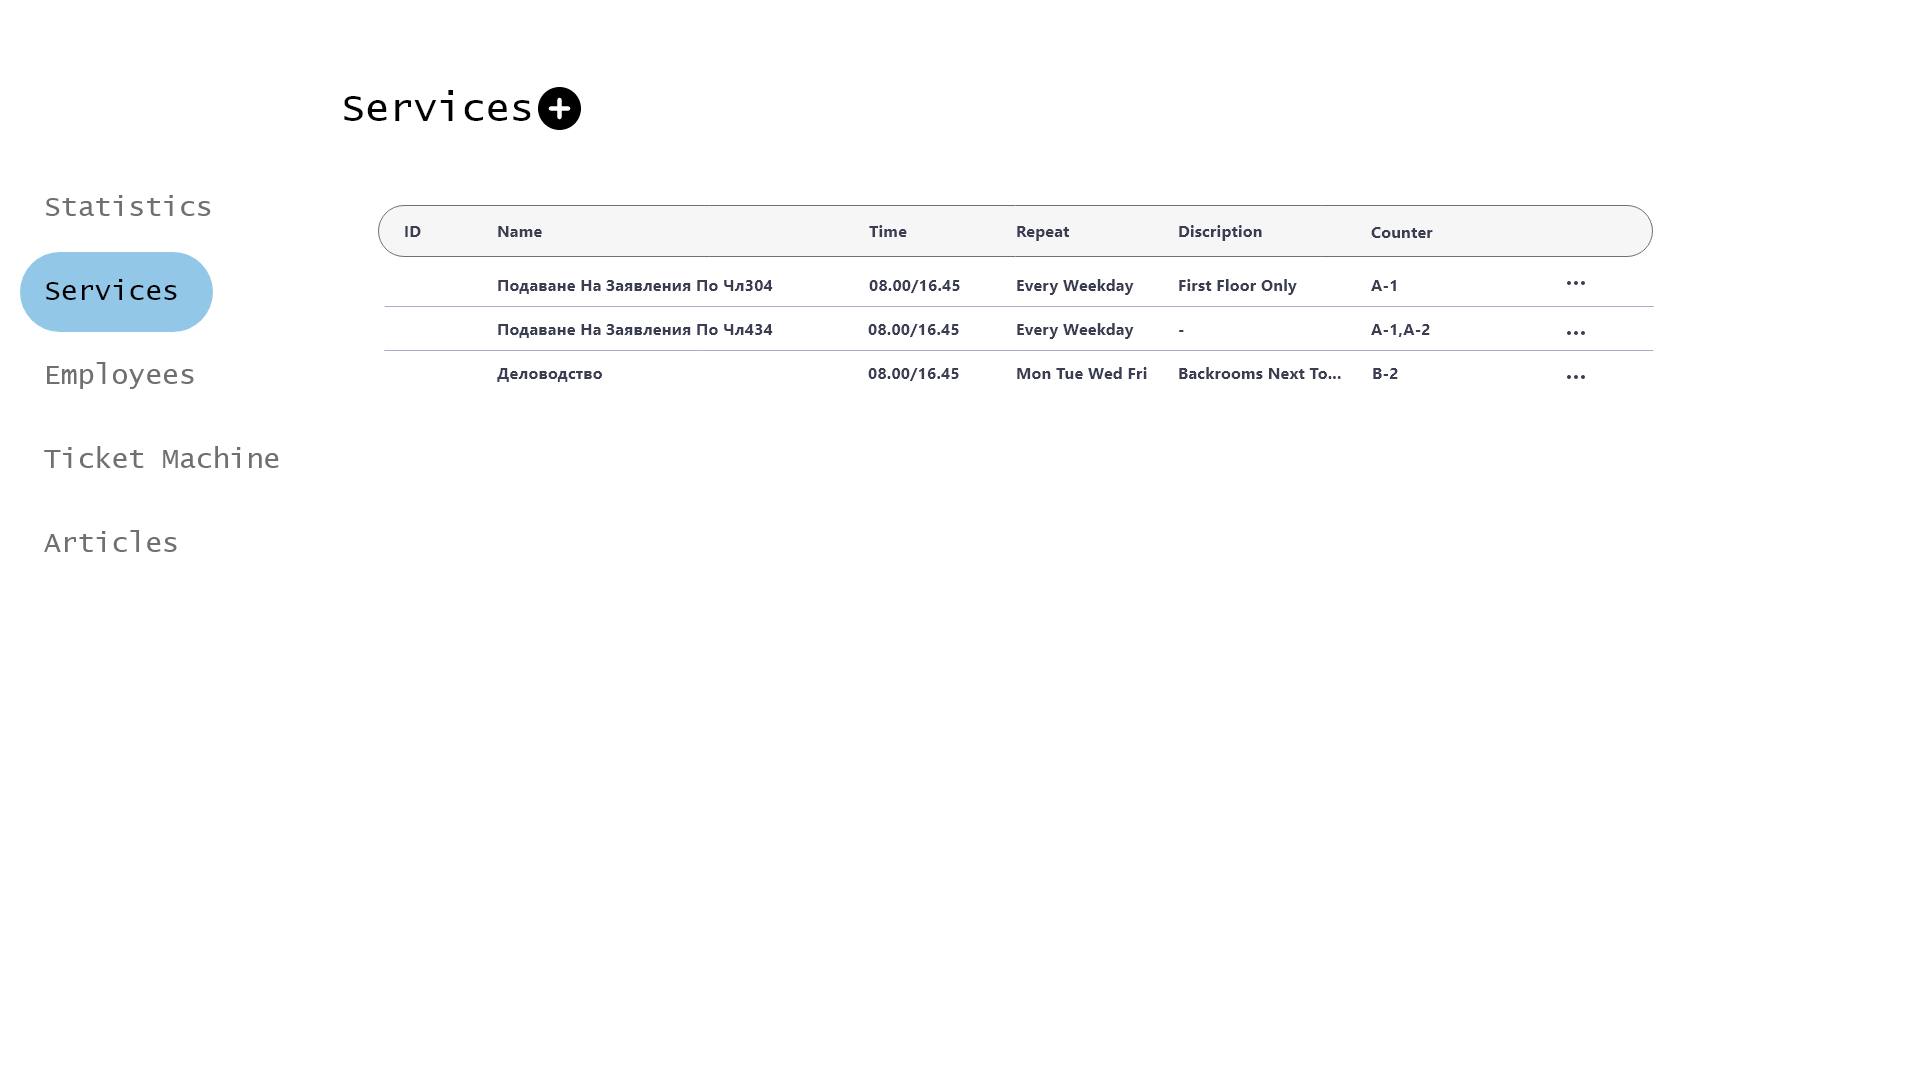 Services
Statistics
Services
Employees
Ticket Machine
Articles
ID Name Time Repeat Discription Counter
Подаване На Заявления По Чл304 08.00/16.45 Every Weekday First Floor Only A-1 ...
Подаване На Заявления По Чл434 08.00/16.45 Every Weekday - A-1,A-2 ...
Деловодство 08.00/16.45 Mon Tue Wed Fri Backrooms Next To... B-2 ...